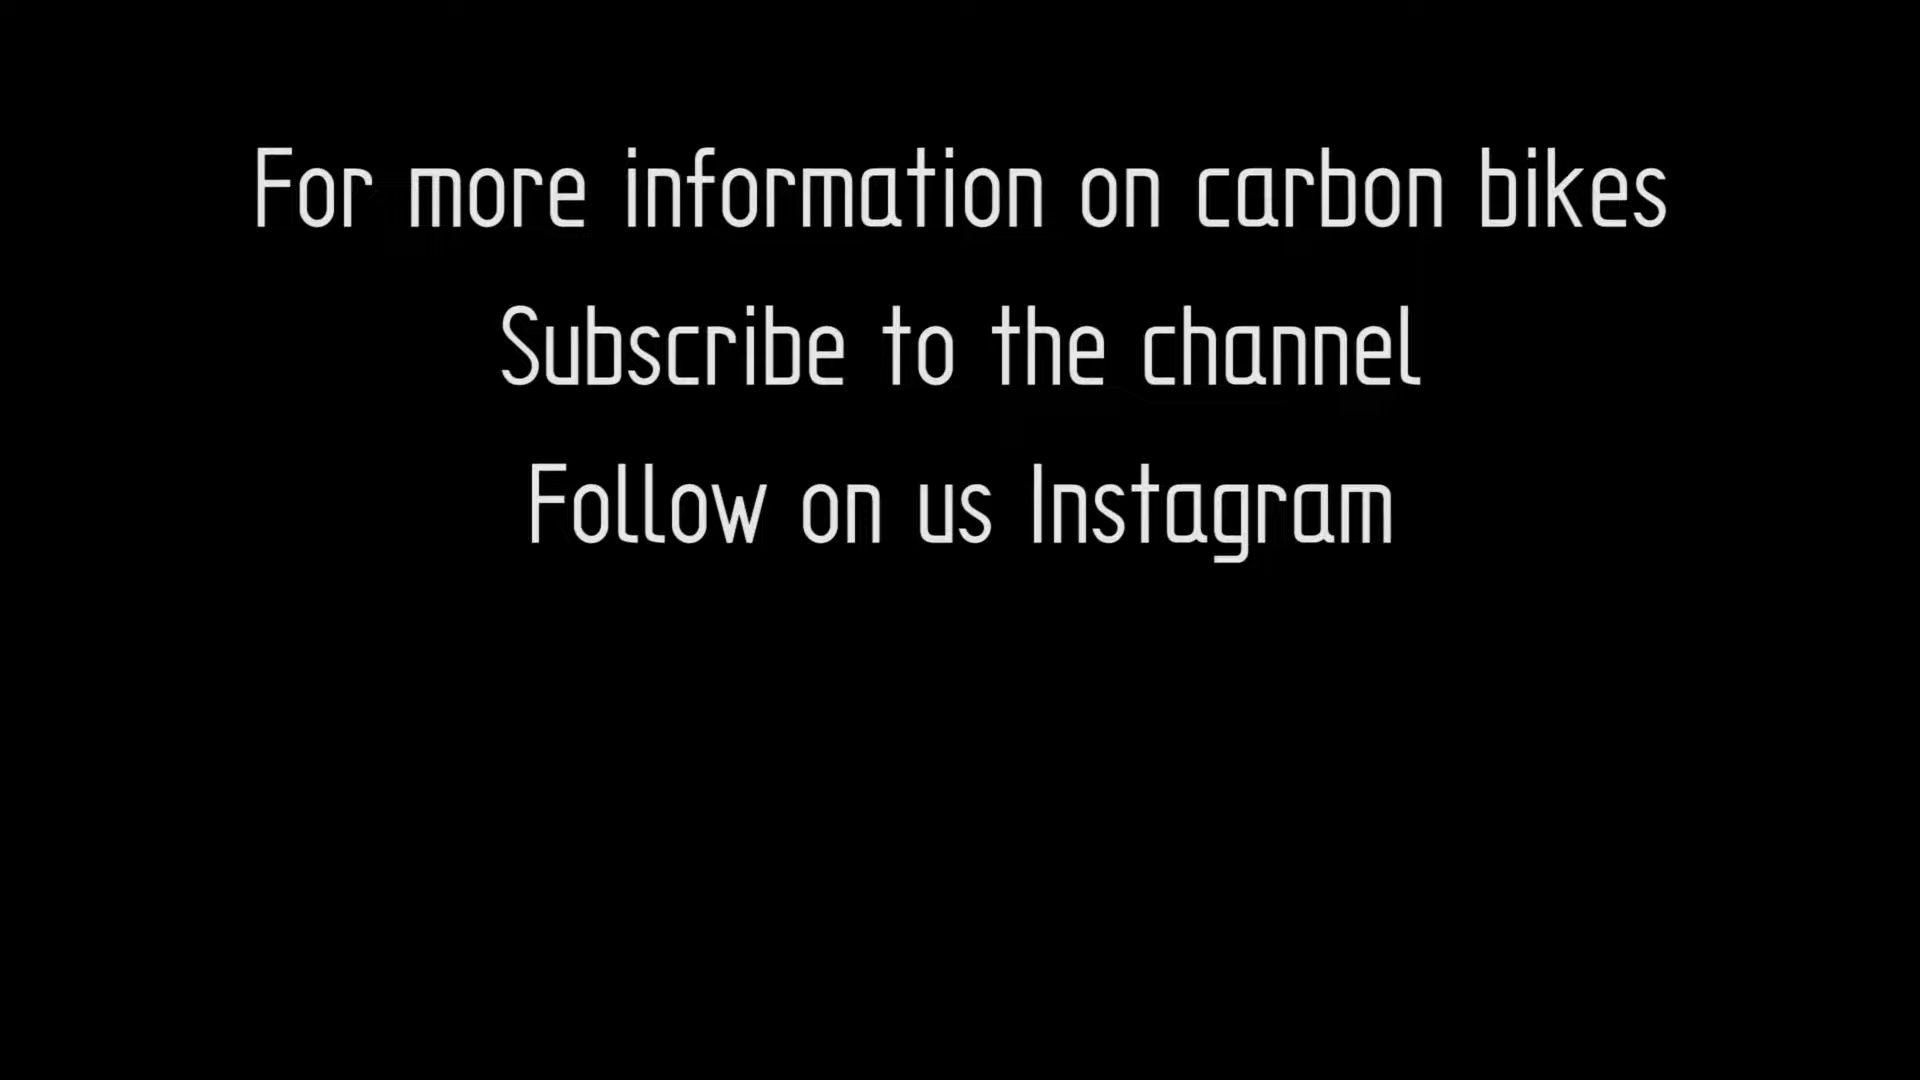 For more information on carbon bikes
Subscribe to the channel
Follow on us Instagram